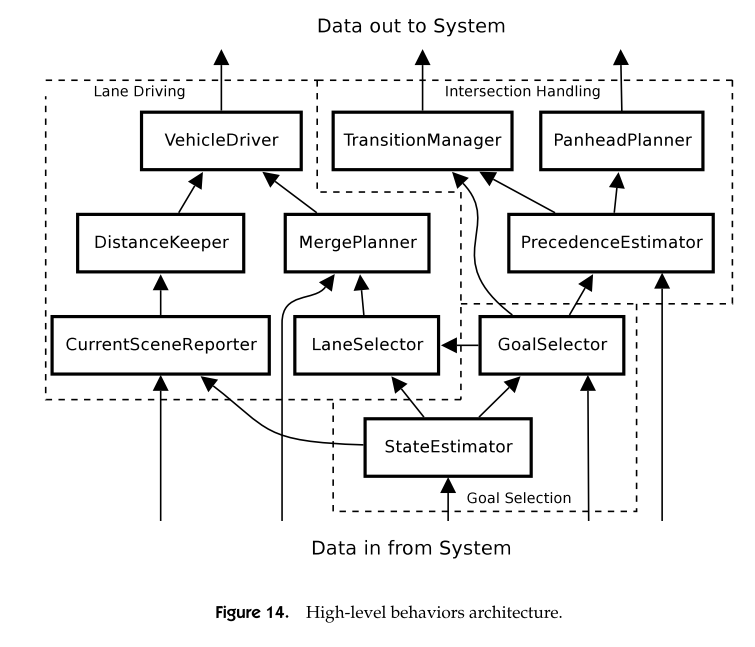 Data out to System
Lane Driving
Intersection Handling
VehicleDriver
TransitionManager
PanheadPlanner
DistanceKeeper
MergePlanner
PrecedenceEstimator
CurrentSceneReporter
LaneSelector
GoalSelector
StateEstimator
Goal Selection
Data in from System
Figure 14. High-level behaviors architecture.